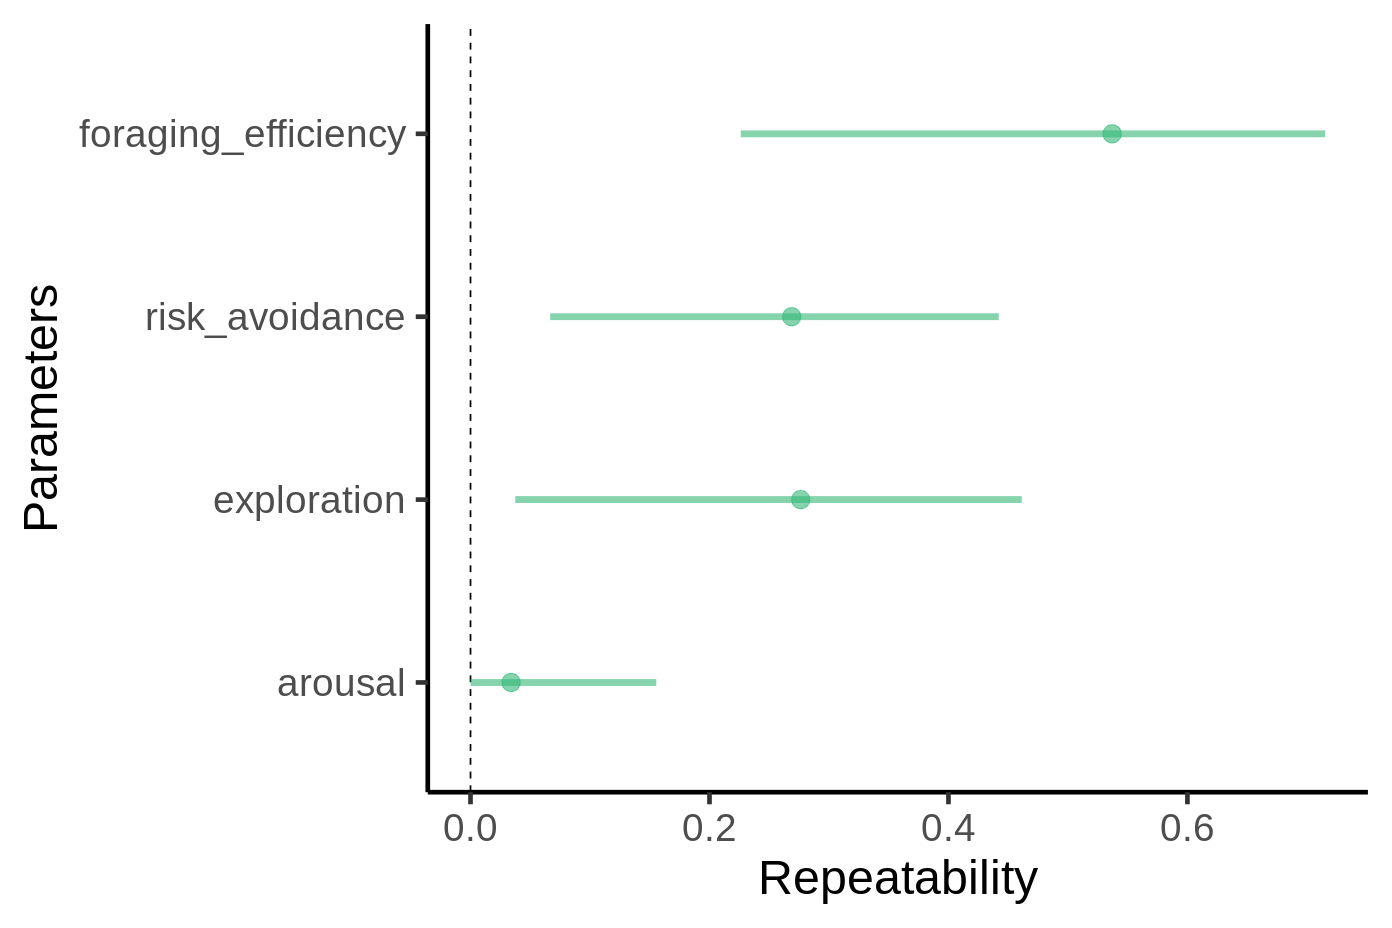 foraging_efficiency
risk_avoidance
exploration
arousal
Parameters
0.0 0.2 0.4 0.6
Repeatability